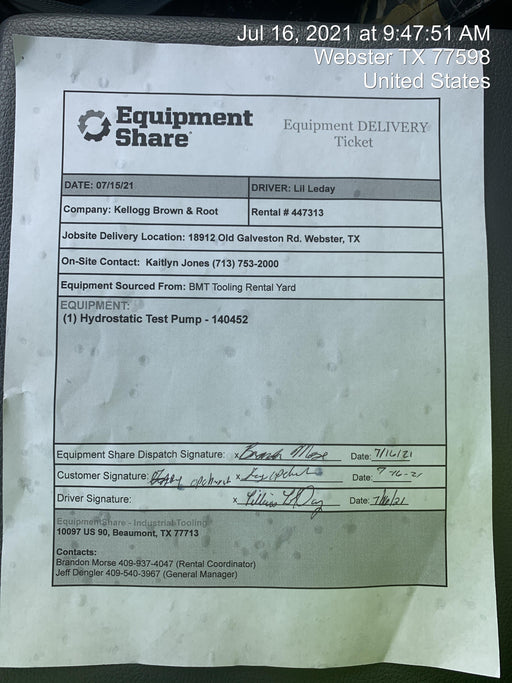 Jul 16, 2021 at 9:47:51 AM
Webster TX 77598
United States
Equipment Share
Equipment DELIVERY
Ticket
DATE: 07/15/21 DRIVER: Lil Leday
Company: Kellogg Brown & Root Rental # 447313
Jobsite Delivery Location: 18912 Old Galveston Rd. Webster, TX
On-Site Contact: Kaitlyn Jones (713) 753-2000
Equipment Sourced From: BMT Tooling Rental Yard
EQUIPMENT:
(1) Hydrostatic Test Pump - 140452
Equipment Share Dispatch Signature: x Brandon Morse Date: 7/16/21
Customer Signature: x Date: 7-16-21
Driver Signature: x Date: 7/16/21
EquipmentShare - Industrial Tooling
10097 US 90, Beaumont, TX 77713
Contacts:
Brandon Morse 409-937-4047 (Rental Coordinator)
Jeff Dengler 409-540-3967 (General Manager)